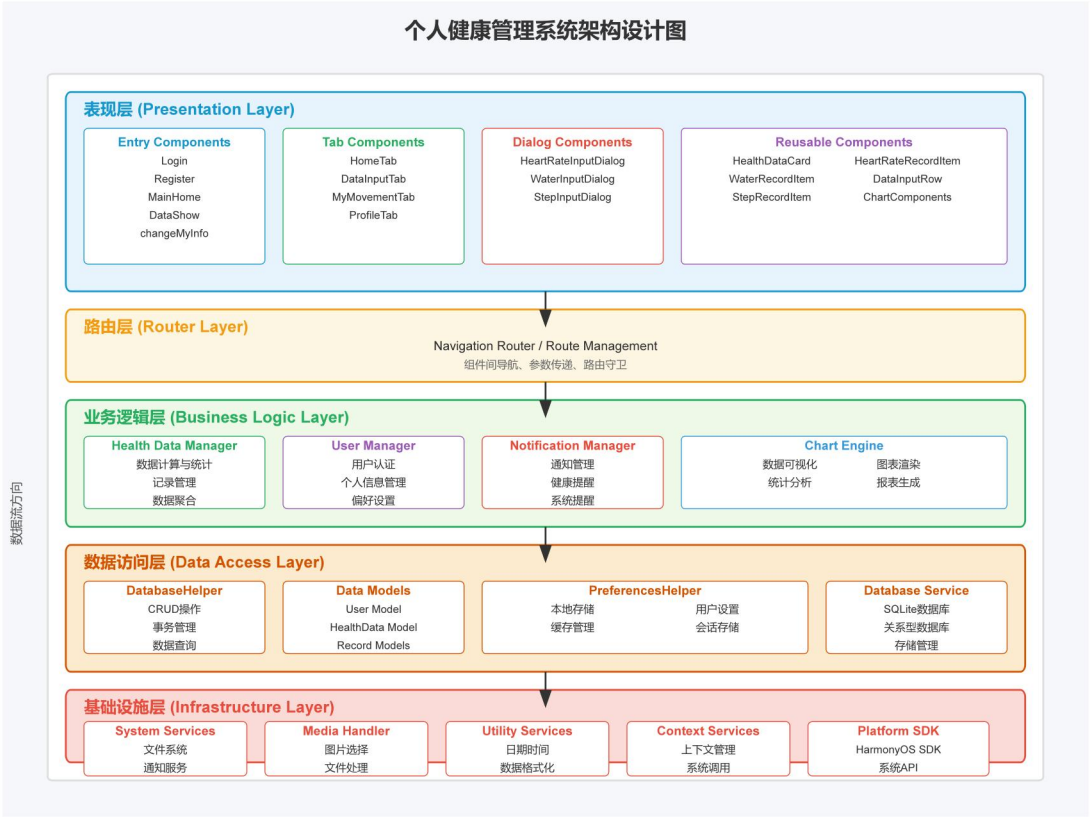 个人健康管理系统架构设计图
表现层 (Presentation Layer)
Entry Components
Login
Register
MainHome
DataShow
changeMyInfo
Tab Components
HomeTab
DataInputTab
MyMovementTab
ProfileTab
Dialog Components
HeartRateInputDialog
WaterInputDialog
StepInputDialog
Reusable Components
HealthDataCard HeartRateRecordItem
WaterRecordItem DataInputRow
StepRecordItem ChartComponents
路由层 (Router Layer)
Navigation Router / Route Management
组件间导航、参数传递、路由守卫
业务逻辑层 (Business Logic Layer)
Health Data Manager
数据计算与统计
记录管理
数据聚合
User Manager
用户认证
个人信息管理
偏好设置
Notification Manager
通知管理
健康提醒
系统提醒
Chart Engine
数据可视化 图表渲染
统计分析 报表生成
数据流方向
数据访问层 (Data Access Layer)
DatabaseHelper
CRUD操作
事务管理
数据查询
Data Models
User Model
HealthData Model
Record Models
PreferencesHelper
本地存储 用户设置
缓存管理 会话存储
Database Service
SQLite数据库
关系型数据库
存储管理
基础设施层 (Infrastructure Layer)
System Services
文件系统
通知服务
Media Handler
图片选择
文件处理
Utility Services
日期时间
数据格式化
Context Services
上下文管理
系统调用
Platform SDK
HarmonyOS SDK
系统API